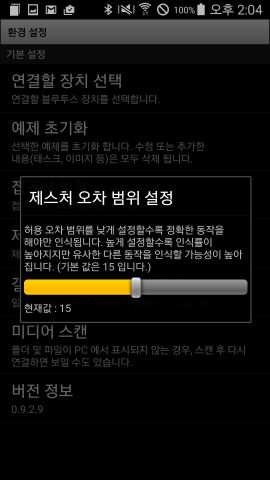 100% 오후 2:04
환경 설정
기본 설정
연결할 장치 선택
연결할 블루투스 장치를 선택합니다.
예제 초기화
선택한 예제를 초기화 합니다. 수정 또는 추가한
내용(태스크, 이미지 등)은 모두 삭제 됩니다.
제스처 오차 범위 설정
허용 오차 범위를 낮게 설정할수록 정확한 동작을
해야만 인식됩니다. 높게 설정할수록 인식률이
높아지지만 유사한 다른 동작을 인식할 가능성이 높아
집니다. (기본 값은 15 입니다.)
현재값 : 15
미디어 스캔
폴더 및 파일이 PC 에서 표시되지 않는 경우, 스캔 후 다시
연결하면 보일 수도 있습니다.
버전 정보
0.9.2.9